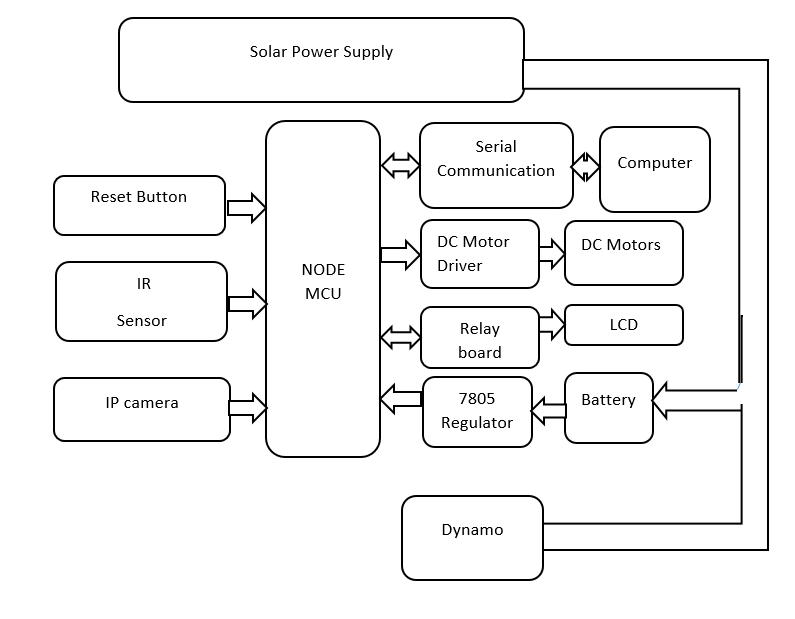 Solar Power Supply
Serial
Communication
Computer
Reset Button
DC Motor
Driver
DC Motors
NODE
MCU
IR
Sensor
Relay
board
LCD
IP camera
7805
Regulator
Battery
Dynamo